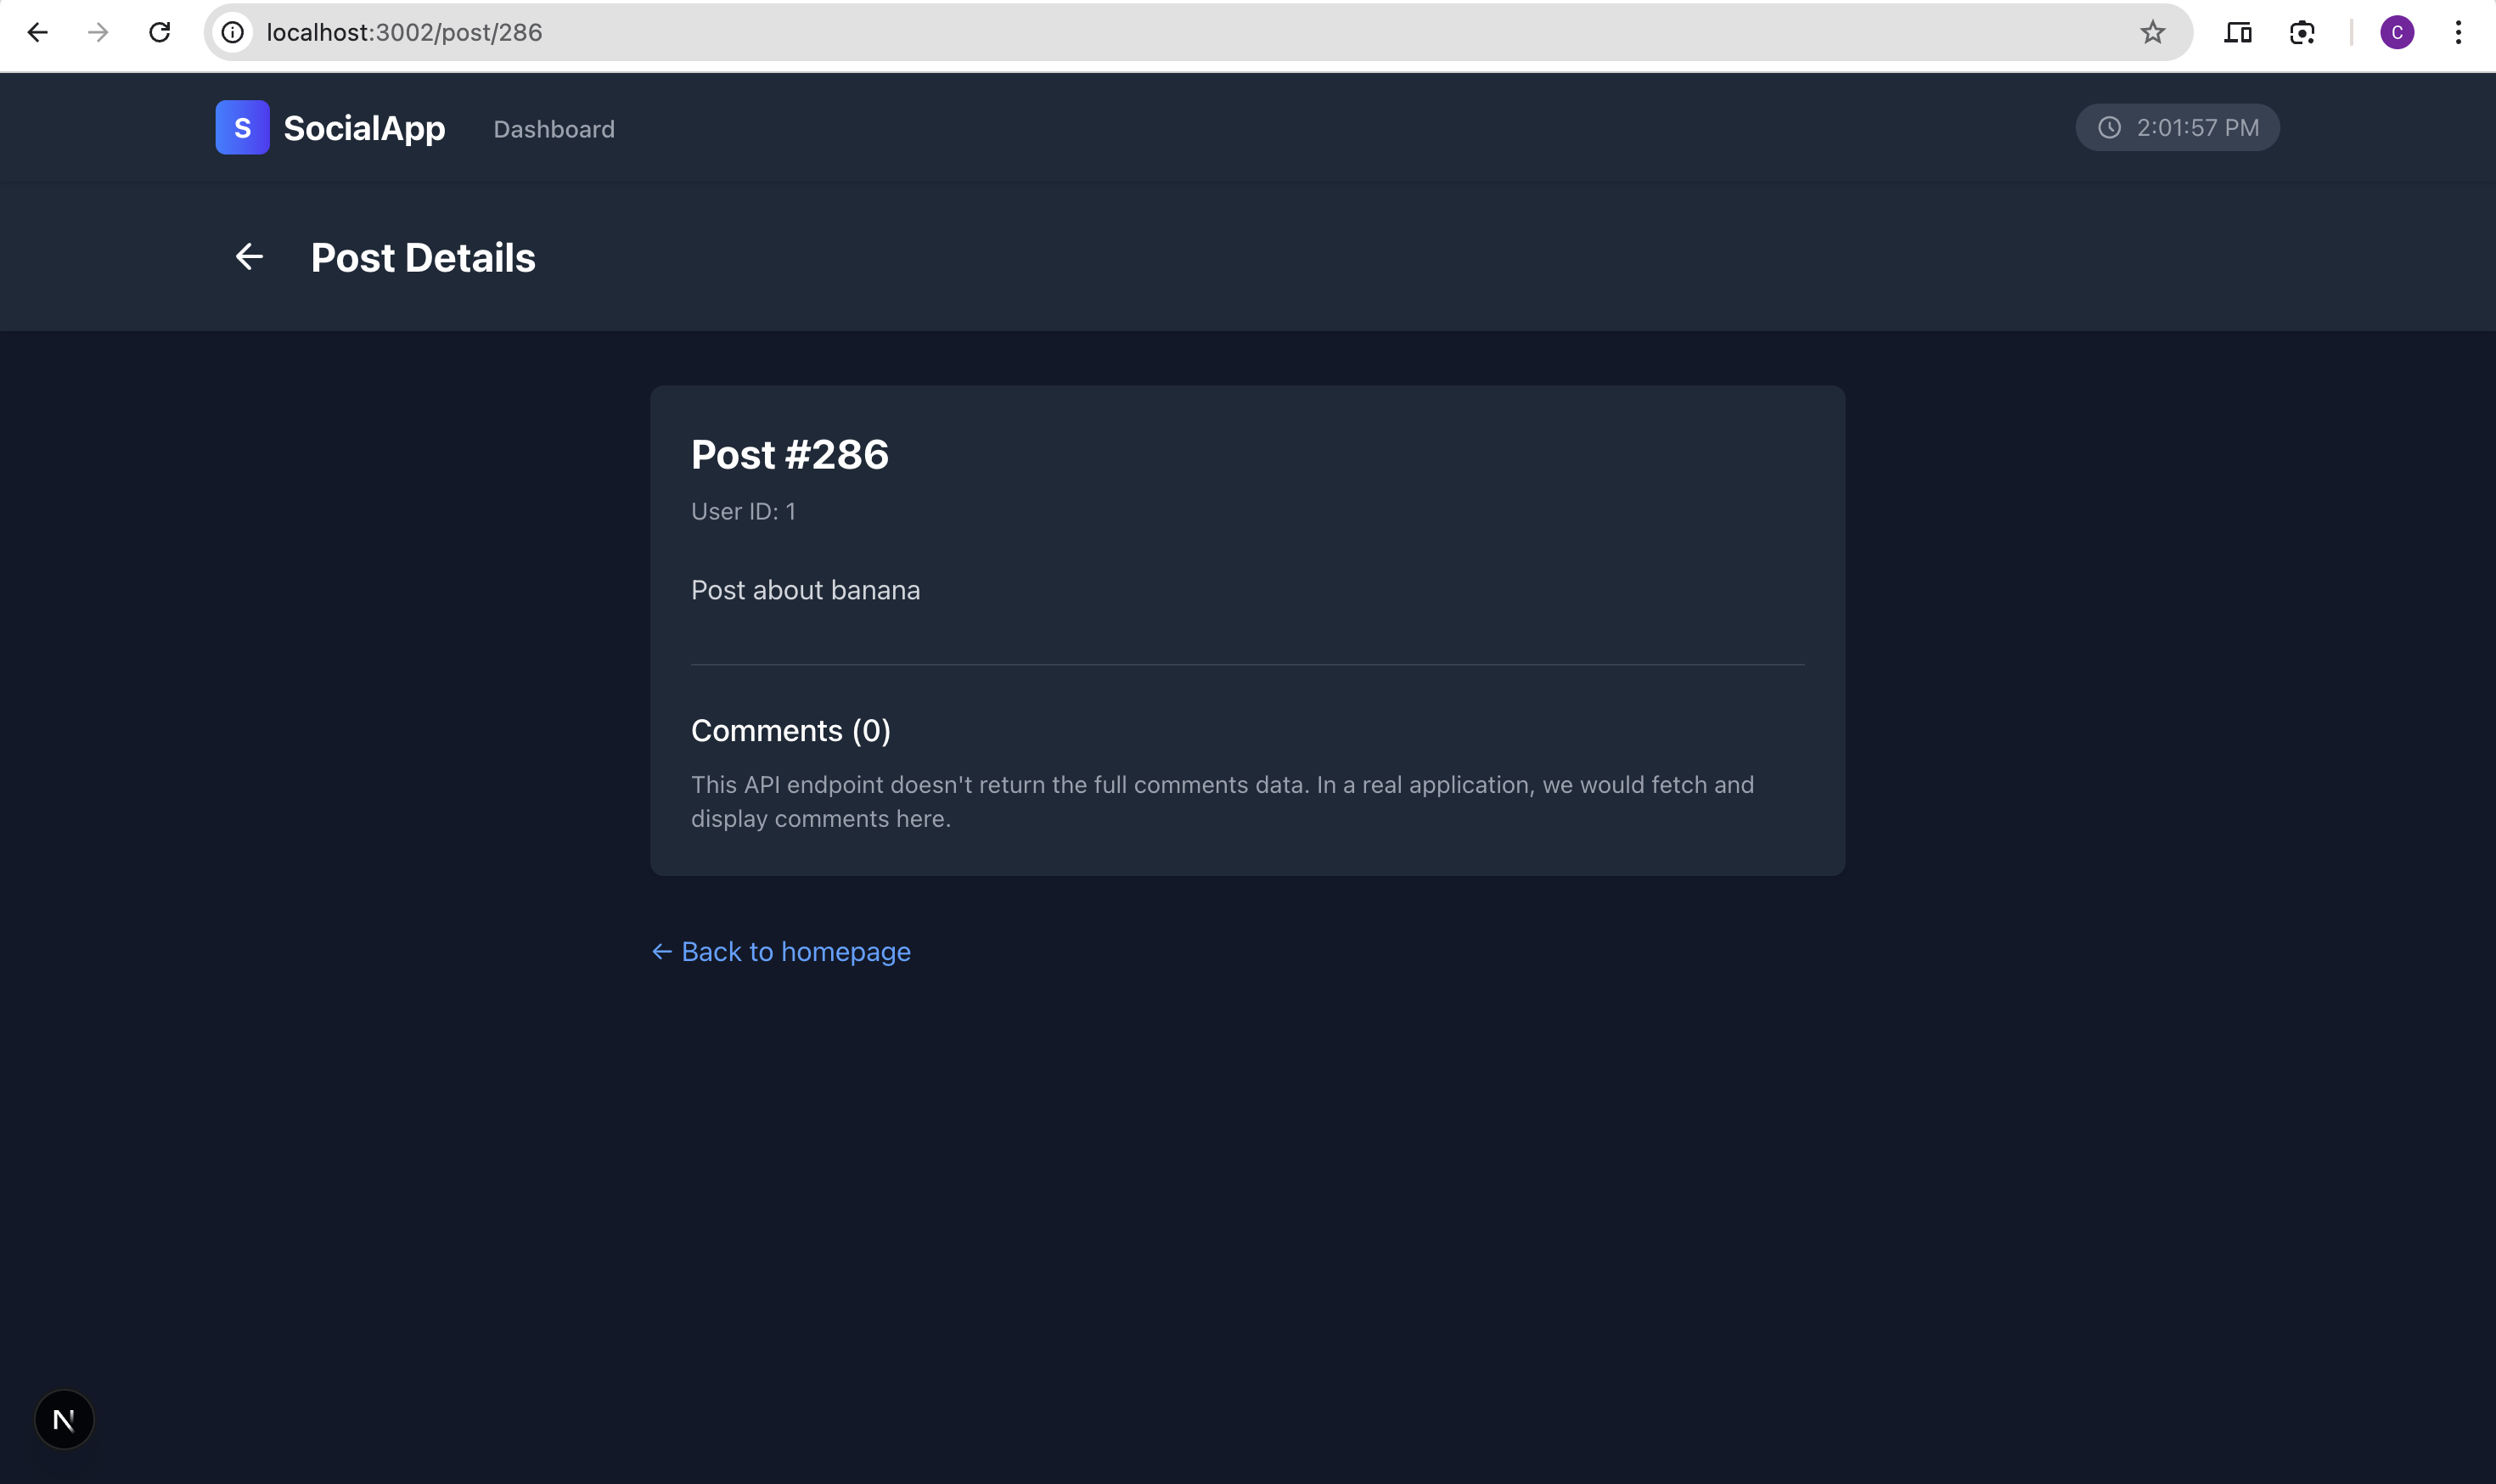 localhost:3002/post/286
C
S
SocialApp
Dashboard
2:01:57 PM
Post Details
Post #286
User ID: 1
Post about banana
Comments (0)
This API endpoint doesn't return the full comments data. In a real application, we would fetch and
display comments here.
← Back to homepage
N